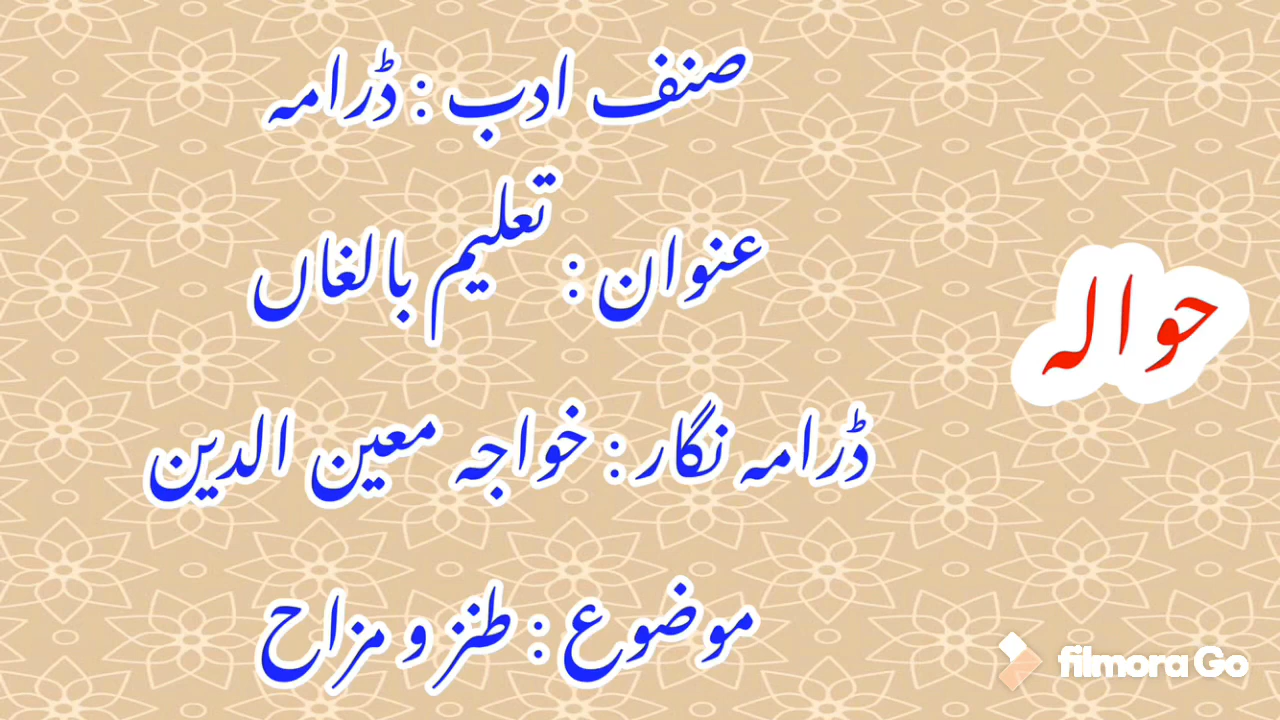 صنف ادب : ڈرامہ
عنوان : تعلیم بالغاں
حوالہ
ڈرامہ نگار : خواجہ معین الدین
موضوع : طنز و مزاح
filmora Go